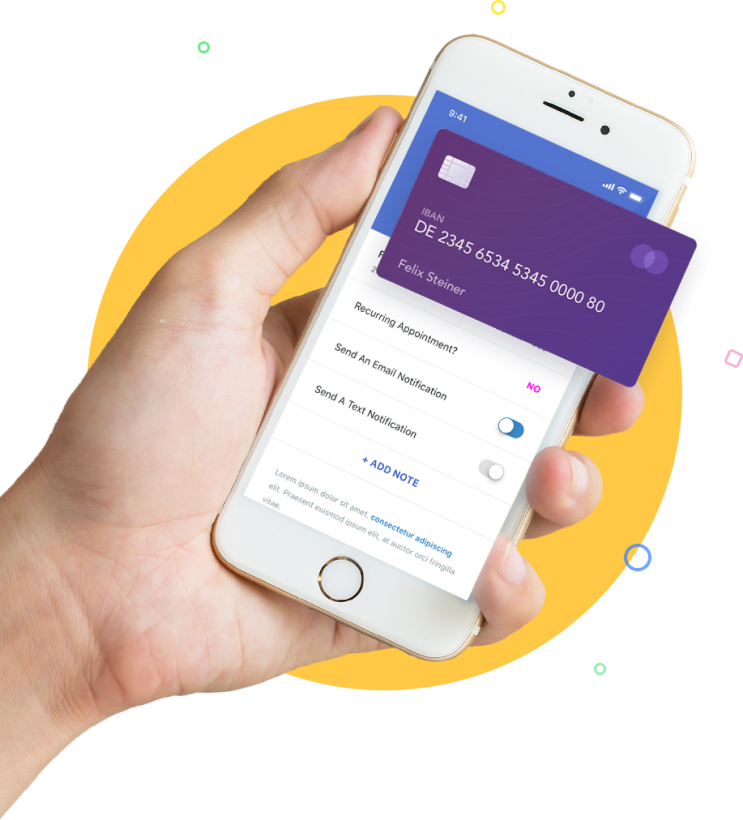 9:41
IBAN
DE 2345 6534 5345 0000 80
Felix Steiner
Recurring Appointment?
NO
Send An Email Notification
Send A Text Notification
+ ADD NOTE
Lorem ipsum dolor sit amet, consectetur adipiscing
elit. Praesent euismod ipsum elit, at auctor orci fringilla
vitae.